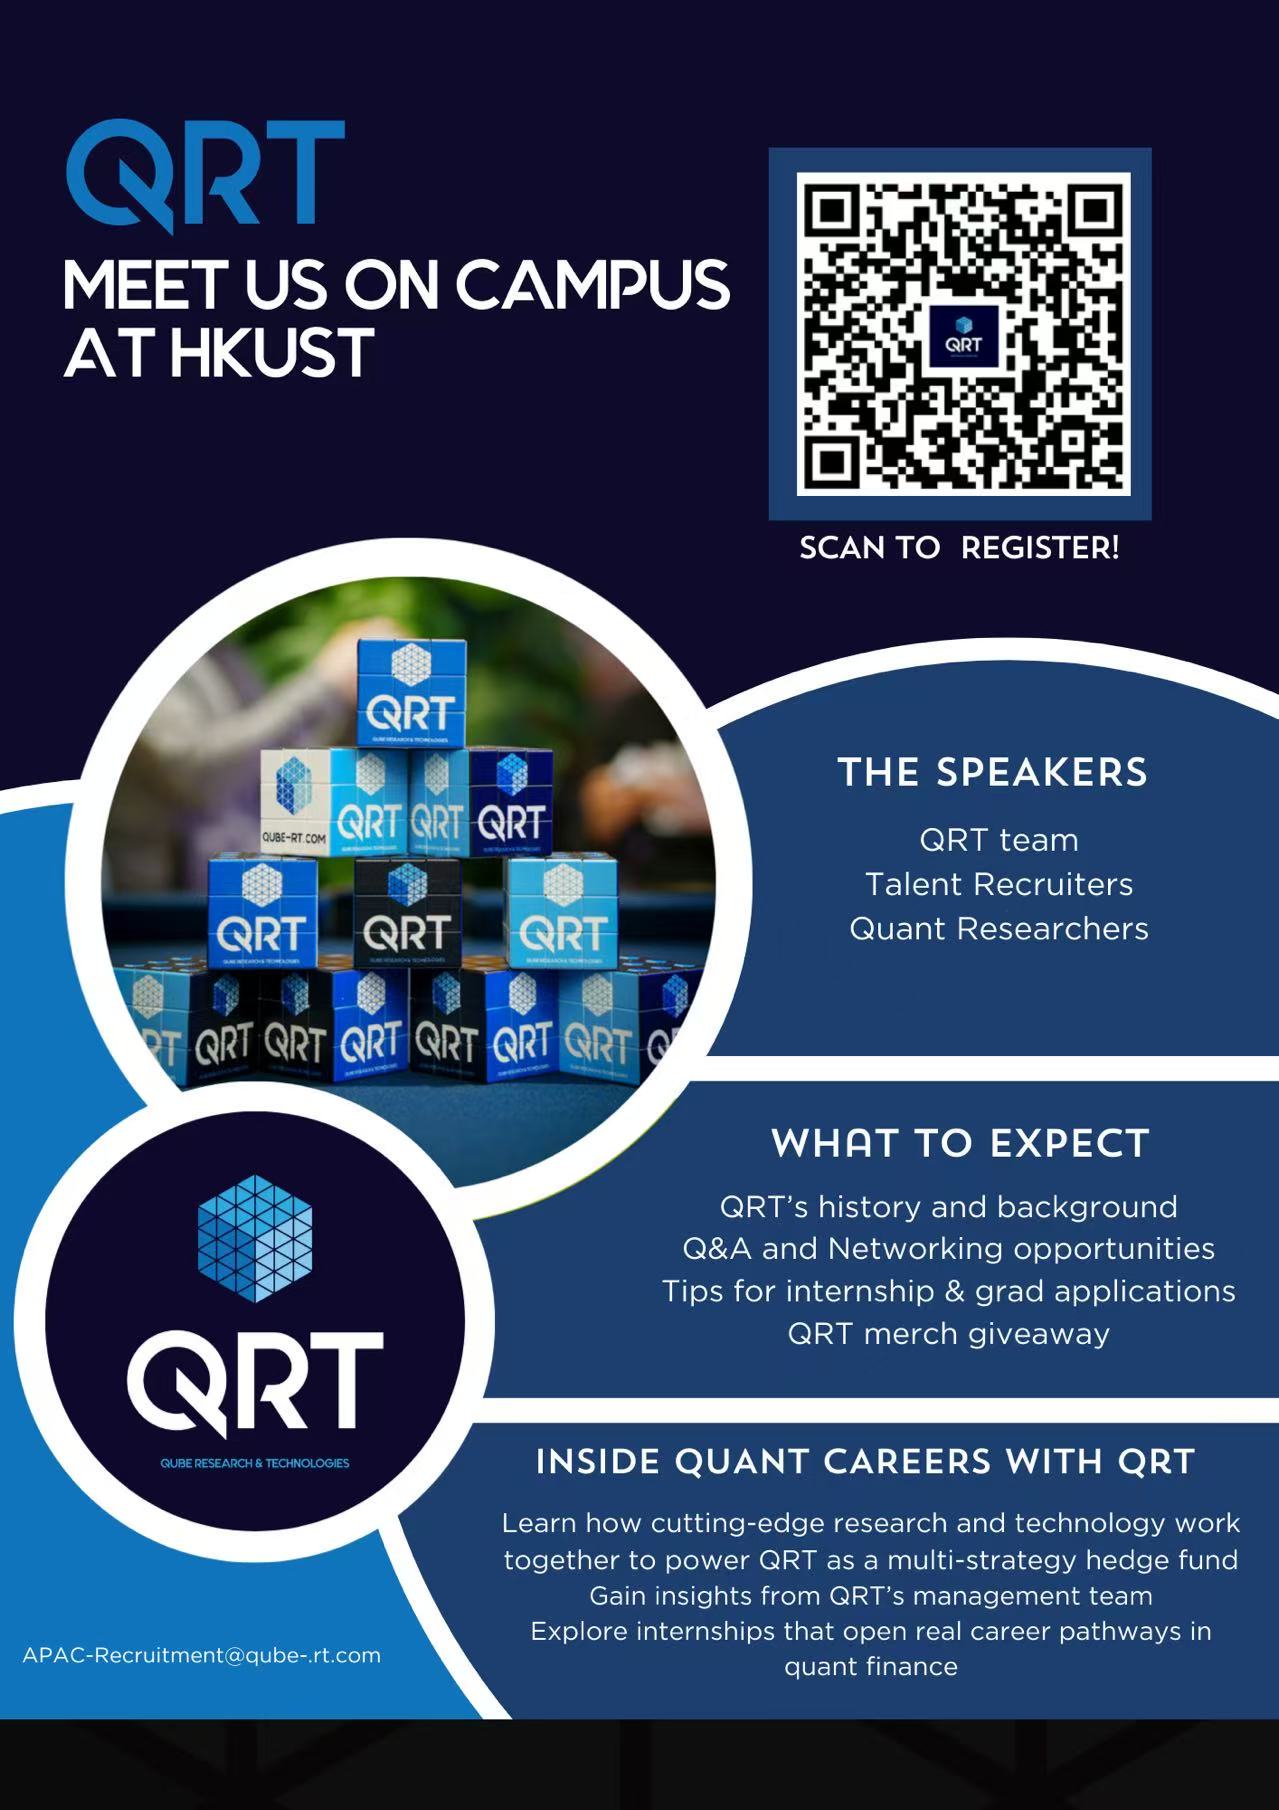 QRT
MEET US ON CAMPUS
AT HKUST
QRT
SCAN TO REGISTER!
QRT
QUBE RESEARCH & TECHNOLOGIES
QUBE-RT.COM
QRT
QRT
QRT
QRT
QRT
QRT
QRT
QRT
QRT
QRT
QRT
QRT
QRT
THE SPEAKERS
QRT team
Talent Recruiters
Quant Researchers
WHAT TO EXPECT
QRT's history and background
Q&A and Networking opportunities
Tips for internship & grad applications
QRT merch giveaway
QRT
QUBE RESEARCH & TECHNOLOGIES
INSIDE QUANT CAREERS WITH QRT
Learn how cutting-edge research and technology work
together to power QRT as a multi-strategy hedge fund
Gain insights from QRT's management team
Explore internships that open real career pathways in
quant finance
APAC-Recruitment@qube-.rt.com